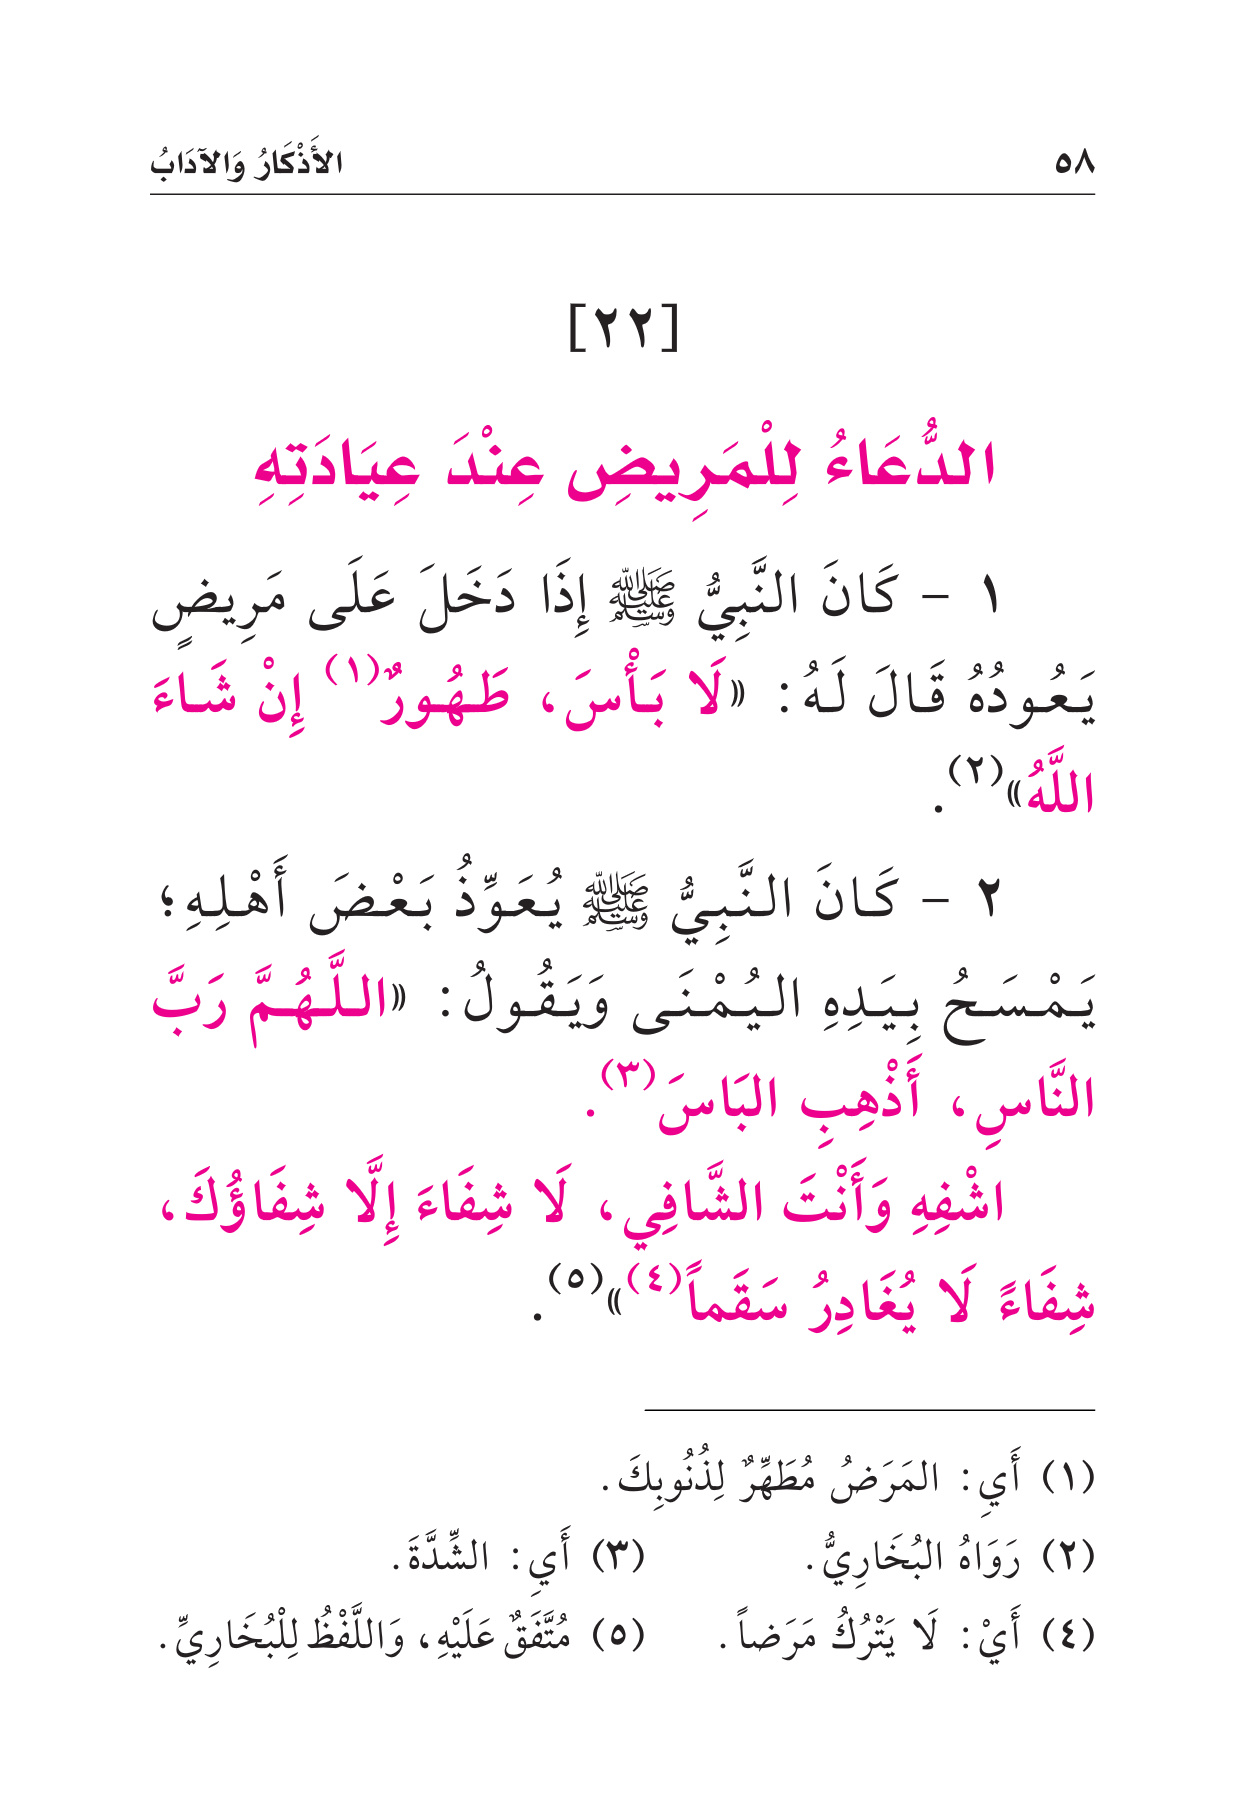 ٥٨ الأَذْكَارُ وَالآدَابُ
[٢٢]
الدُّعَاءُ لِلْمَرِيضِ عِنْدَ عِيَادَتِهِ
١ - كَانَ النَّبِيُّ ﷺ إِذَا دَخَلَ عَلَى مَرِيضٍ
يَعُودُهُ قَالَ لَهُ: «لَا بَأْسَ، طَهُورٌ(١) إِنْ شَاءَ
اللَّهُ»(٢).
٢ - كَانَ النَّبِيُّ ﷺ يُعَوِّذُ بَعْضَ أَهْلِهِ؛
يَمْسَحُ بِيَدِهِ اليُمْنَى وَيَقُولُ: «اللَّهُمَّ رَبَّ
النَّاسِ، أَذْهِبِ البَاسَ(٣).
اشْفِهِ وَأَنْتَ الشَّافِي، لَا شِفَاءَ إِلَّا شِفَاؤُكَ،
شِفَاءً لَا يُغَادِرُ سَقَماً(٤)»(٥).
(١) أَيِ: المَرَضُ مُطَهِّرٌ لِذُنُوبِكَ.
(٢) رَوَاهُ البُخَارِيُّ. (٣) أَيِ: الشِّدَّةَ.
(٤) أَيْ: لَا يَتْرُكُ مَرَضاً. (٥) مُتَّفَقٌ عَلَيْهِ، وَاللَّفْظُ لِلْبُخَارِيِّ.